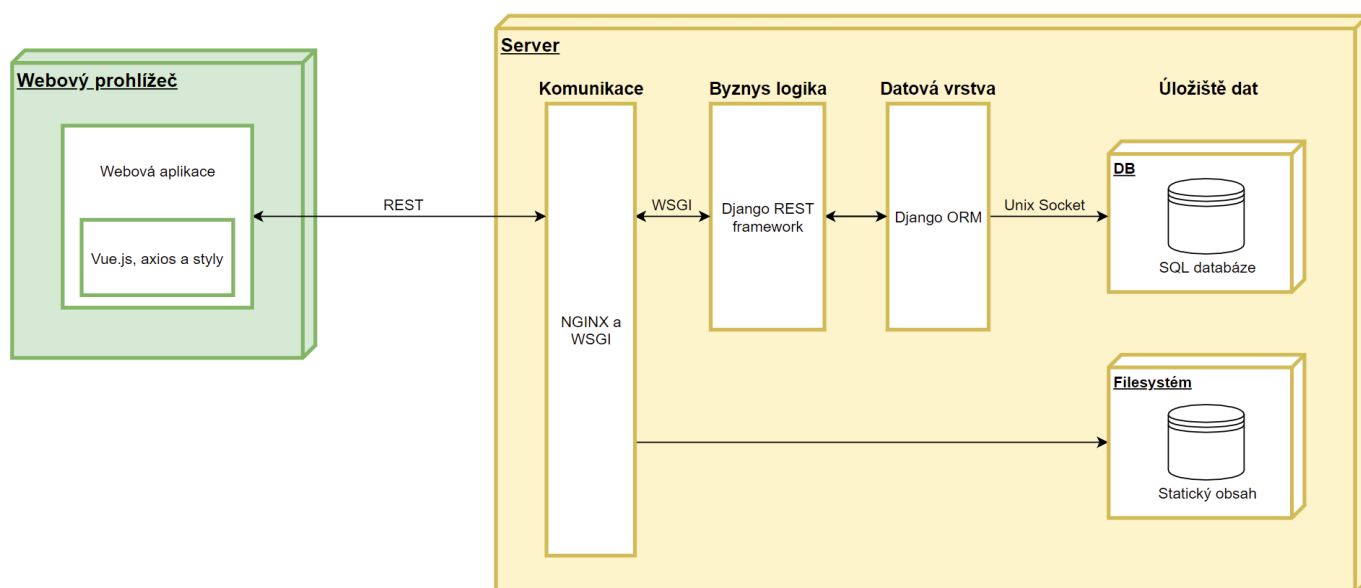 Server
Webový prohlížeč
Komunikace
Byznys logika
Datová vrstva
Úložiště dat
Webová aplikace
DB
REST
WSGI
Django REST
framework
Django ORM
Unix Socket
Vue.js, axios a styly
SQL databáze
NGINX a
WSGI
Filesystém
Statický obsah